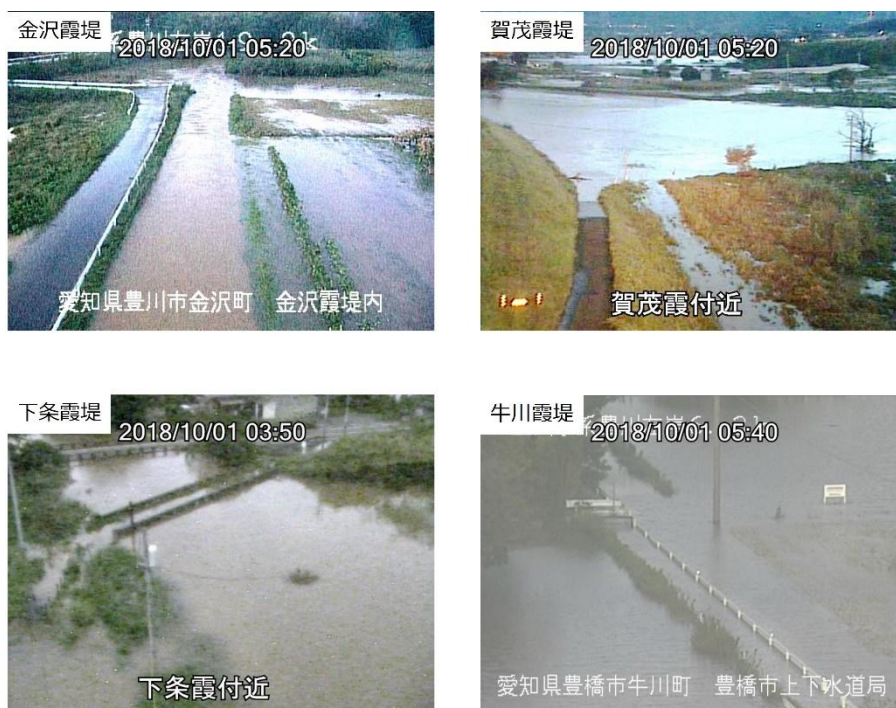 金沢霞堤
2018/10/01 05:20
愛知県豊川市金沢町　金沢霞堤内
賀茂霞堤
2018/10/01 05:20
賀茂霞付近
下条霞堤
2018/10/01 03:50
下条霞付近
牛川霞堤
2018/10/01 05:40
愛知県豊橋市牛川町　豊橋市上下水道局